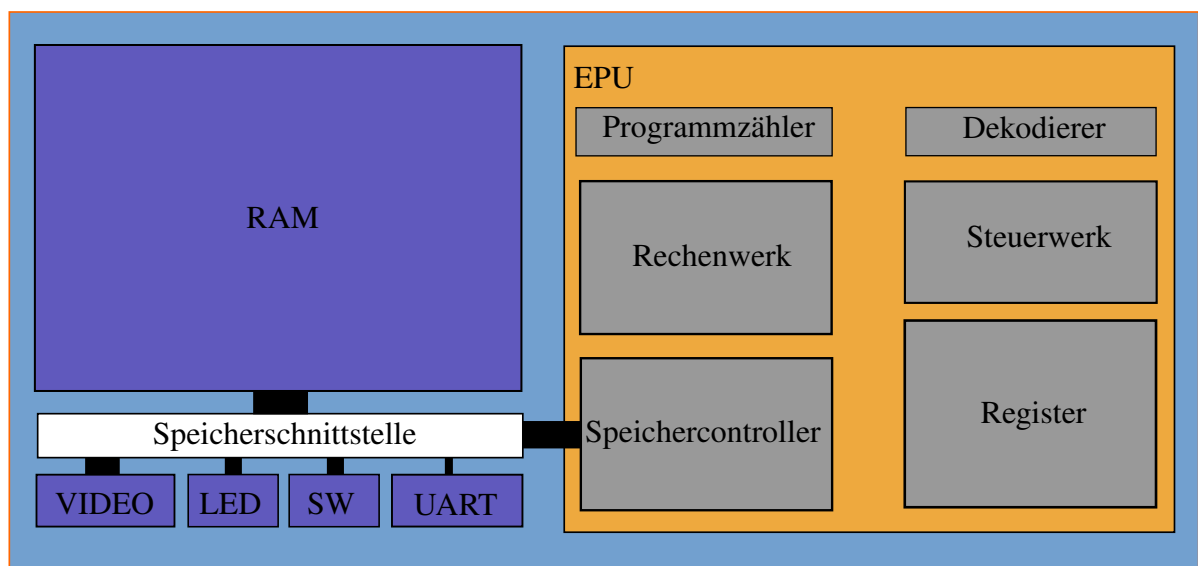 RAM
Speicherschnittstelle
VIDEO
LED
SW
UART
EPU
Programmzähler
Dekodierer
Rechenwerk
Steuerwerk
Speichercontroller
Register